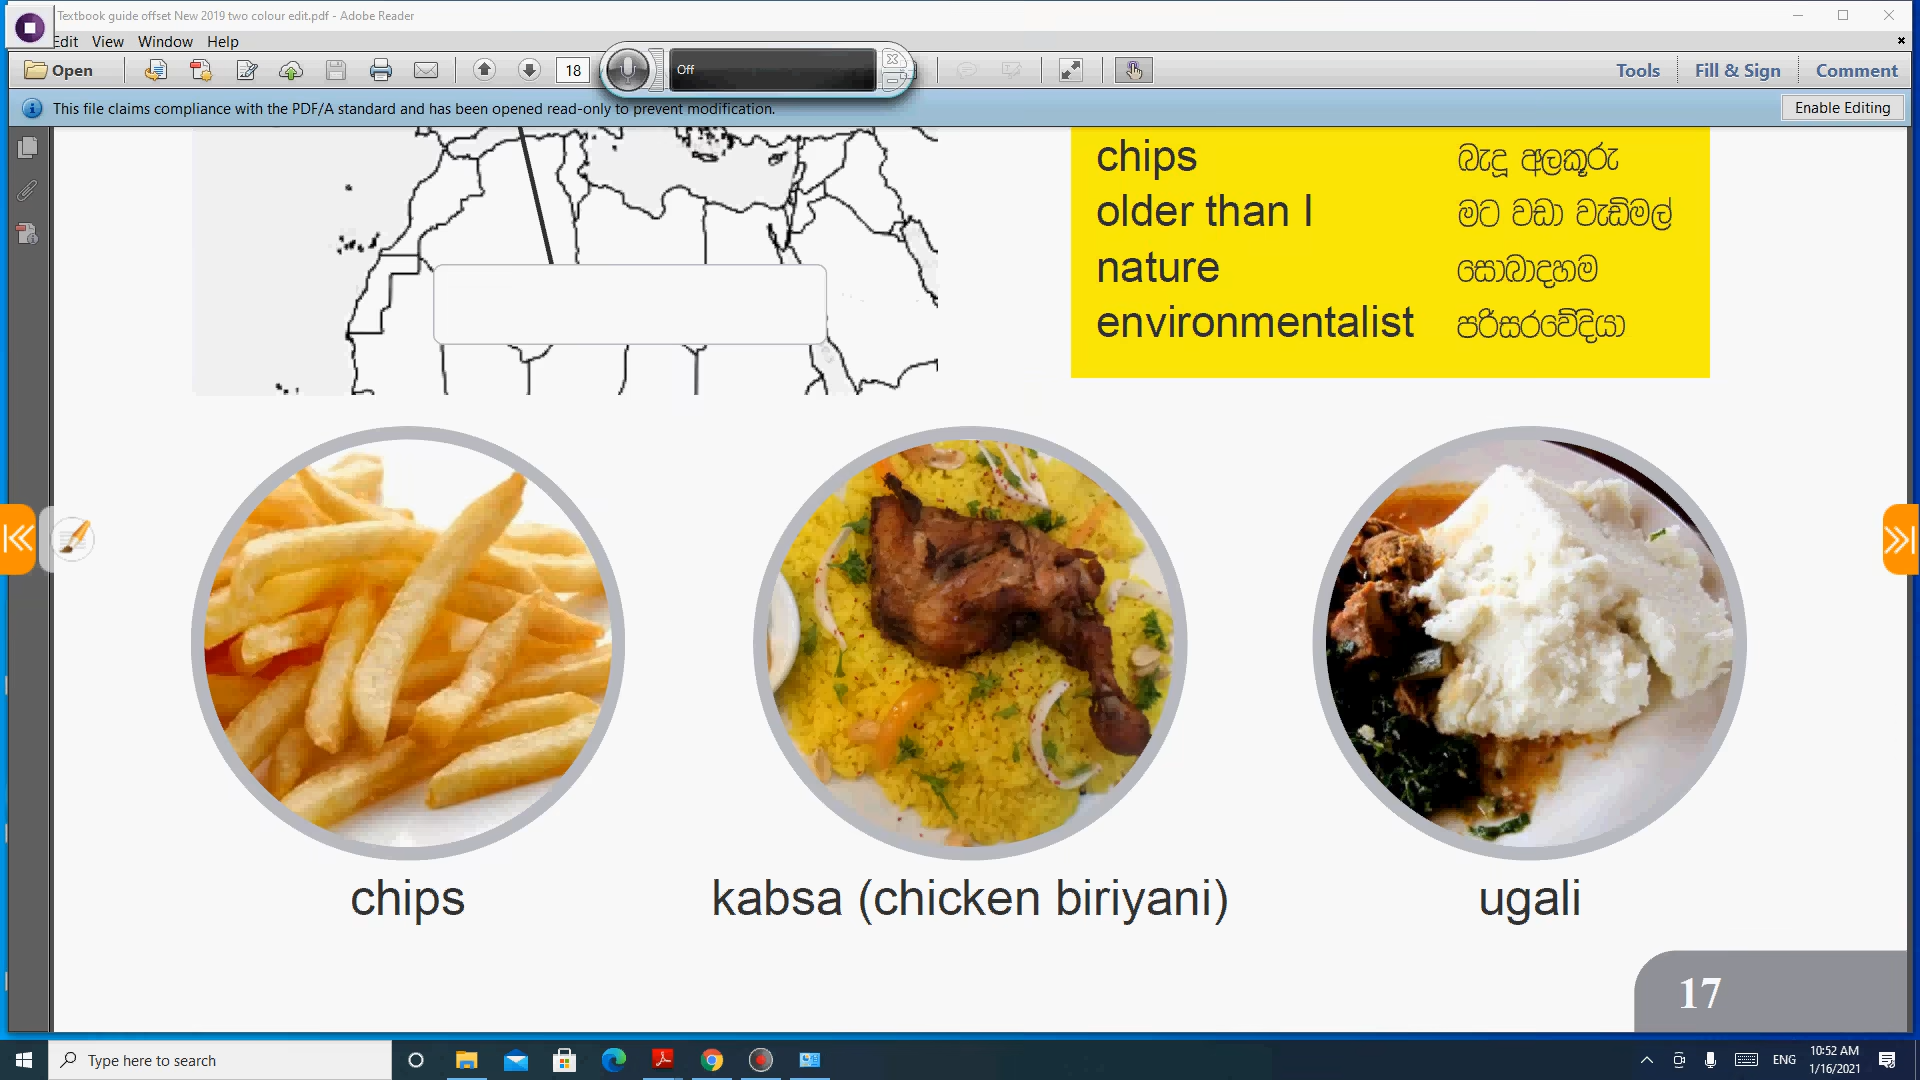 Textbook guide offset New 2019 two colour edit.pdf - Adobe Reader
Edit View Window Help
Open 18 Off Tools Fill & Sign Comment
This file claims compliance with the PDF/A standard and has been opened read-only to prevent modification. Enable Editing
chips බැදූ අලකූරු
older than I මට වඩා වැඩිමල්
nature සොබාදහම
environmentalist පරිසරවේදියා
chips kabsa (chicken biriyani) ugali
17
Type here to search ENG 10:52 AM
1/16/2021